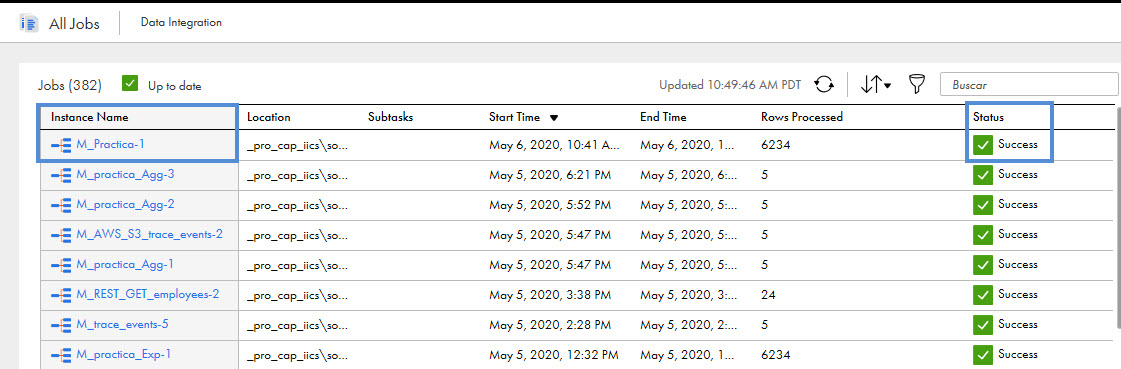 All Jobs Data Integration
Jobs (382) Up to date Updated 10:49:46 AM PDT Buscar
Instance Name Location Subtasks Start Time End Time Rows Processed Status
M_Practica-1 _pro_cap_iics\so... May 6, 2020, 10:41 A... May 6, 2020, 1... 6234 Success
M_practica_Agg-3 _pro_cap_iics\so... May 5, 2020, 6:21 PM May 5, 2020, 6:... 5 Success
M_practica_Agg-2 _pro_cap_iics\so... May 5, 2020, 5:52 PM May 5, 2020, 5:... 5 Success
M_AWS_S3_trace_events-2 _pro_cap_iics\so... May 5, 2020, 5:47 PM May 5, 2020, 5:... 5 Success
M_practica_Agg-1 _pro_cap_iics\so... May 5, 2020, 5:47 PM May 5, 2020, 5:... 5 Success
M_REST_GET_employees-2 _pro_cap_iics\so... May 5, 2020, 3:38 PM May 5, 2020, 3:... 24 Success
M_trace_events-5 _pro_cap_iics\so... May 5, 2020, 2:28 PM May 5, 2020, 2:... 5 Success
M_practica_Exp-1 _pro_cap_iics\so... May 5, 2020, 12:32 PM May 5, 2020, 1... 6234 Success